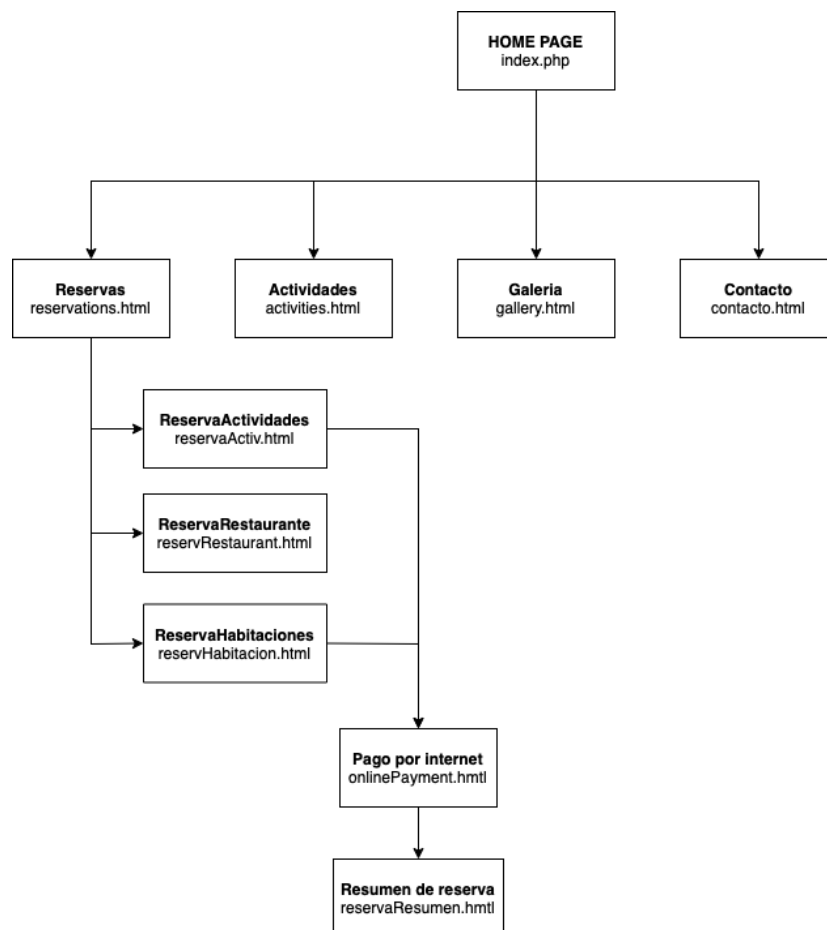 HOME PAGE
index.php
Reservas
reservations.html
Actividades
activities.html
Galeria
gallery.html
Contacto
contacto.html
ReservaActividades
reservaActiv.html
ReservaRestaurante
reservRestaurant.html
ReservaHabitaciones
reservHabitacion.html
Pago por internet
onlinePayment.hmtl
Resumen de reserva
reservaResumen.hmtl